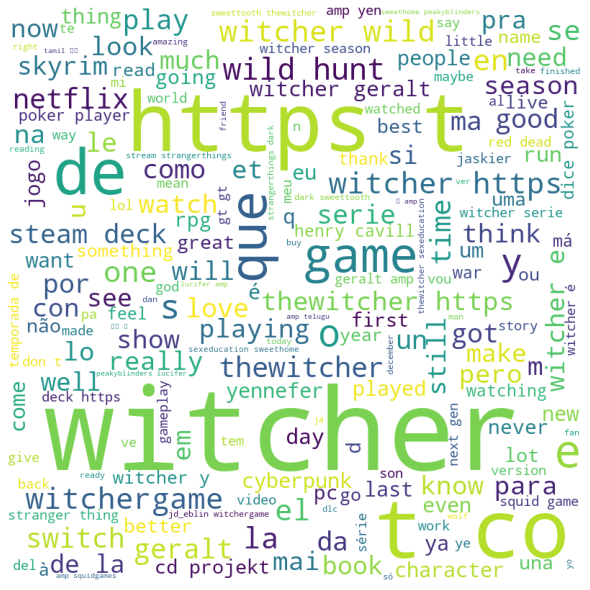 sweettooth thewitcher
amp yen
sweethome peakyblinders
right
amazing
thing
play
witcher wild
pra
now
te
look
https t
witcher season
people
en
se
say
little
tamil
mi
much
wild hunt
name
need
skyrim
read
going
witcher geralt
maybe
take
finished
netflix
poker player
world
watched
al
live
season
na
way
friend
n
best
ma good
run
reading
de
como
le
stream strangerthings
et
eu
thank
si
jaskier
red dead
dice poker
jogo
mean
strangerthings dark
gt gt
meu
dark sweettooth
ver
amp
u
watch
lol
que
serie
q
witcher https
uma
rpg
henry cavill
witcher serie
steam deck
something
great
buy
game
time
think
um
má
want
will
lucifer amp
geralt amp
vou
war
y
ou
witcher é
por
one
s
é
thewitcher https
witcher e
temporada de
con
see
pa
feel
god
dan
love
o
year
first
un
still
got
m
story
não
made
show
amp telugu
man
don t
lo
really
playing
thewitcher
make
pero
sexeducation sweethome
today
come
well
peakyblinders lucifer
yennefer
played
watching
new
deck https
gameplay
december
next gen
never
lot
fan
witcher
e
give
ve
em
tem
day
d
version
back
ready
witcher y
j4
cyberpunk
son
squid game
witchergame
jd_eblin witchergame
dlc
pc
go
last
know
para
stranger thing
video
el
wolf
even
work
switch
better
série
ya
ye
t co
una
yo
geralt
la
da
book
character
del
à
de la
cd projekt
mai
amp squidgames
só